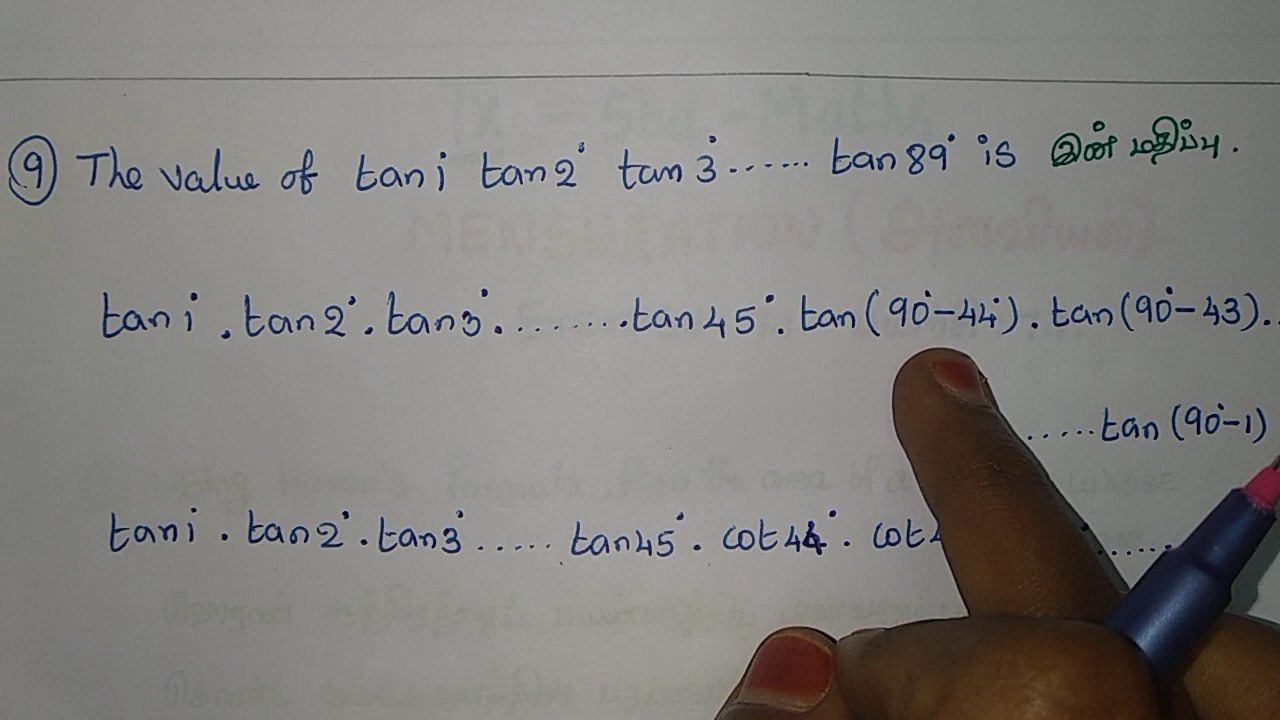 9 The value of tan1° tan2° tan3°...... tan89° is இன் மதிப்பு.
tan1°.tan2°.tan3°.........tan45°.tan(90°-44°).tan(90°-43)..
.....tan(90°-1)
tan1°.tan2°.tan3°.....tan45°.cot44°.cot